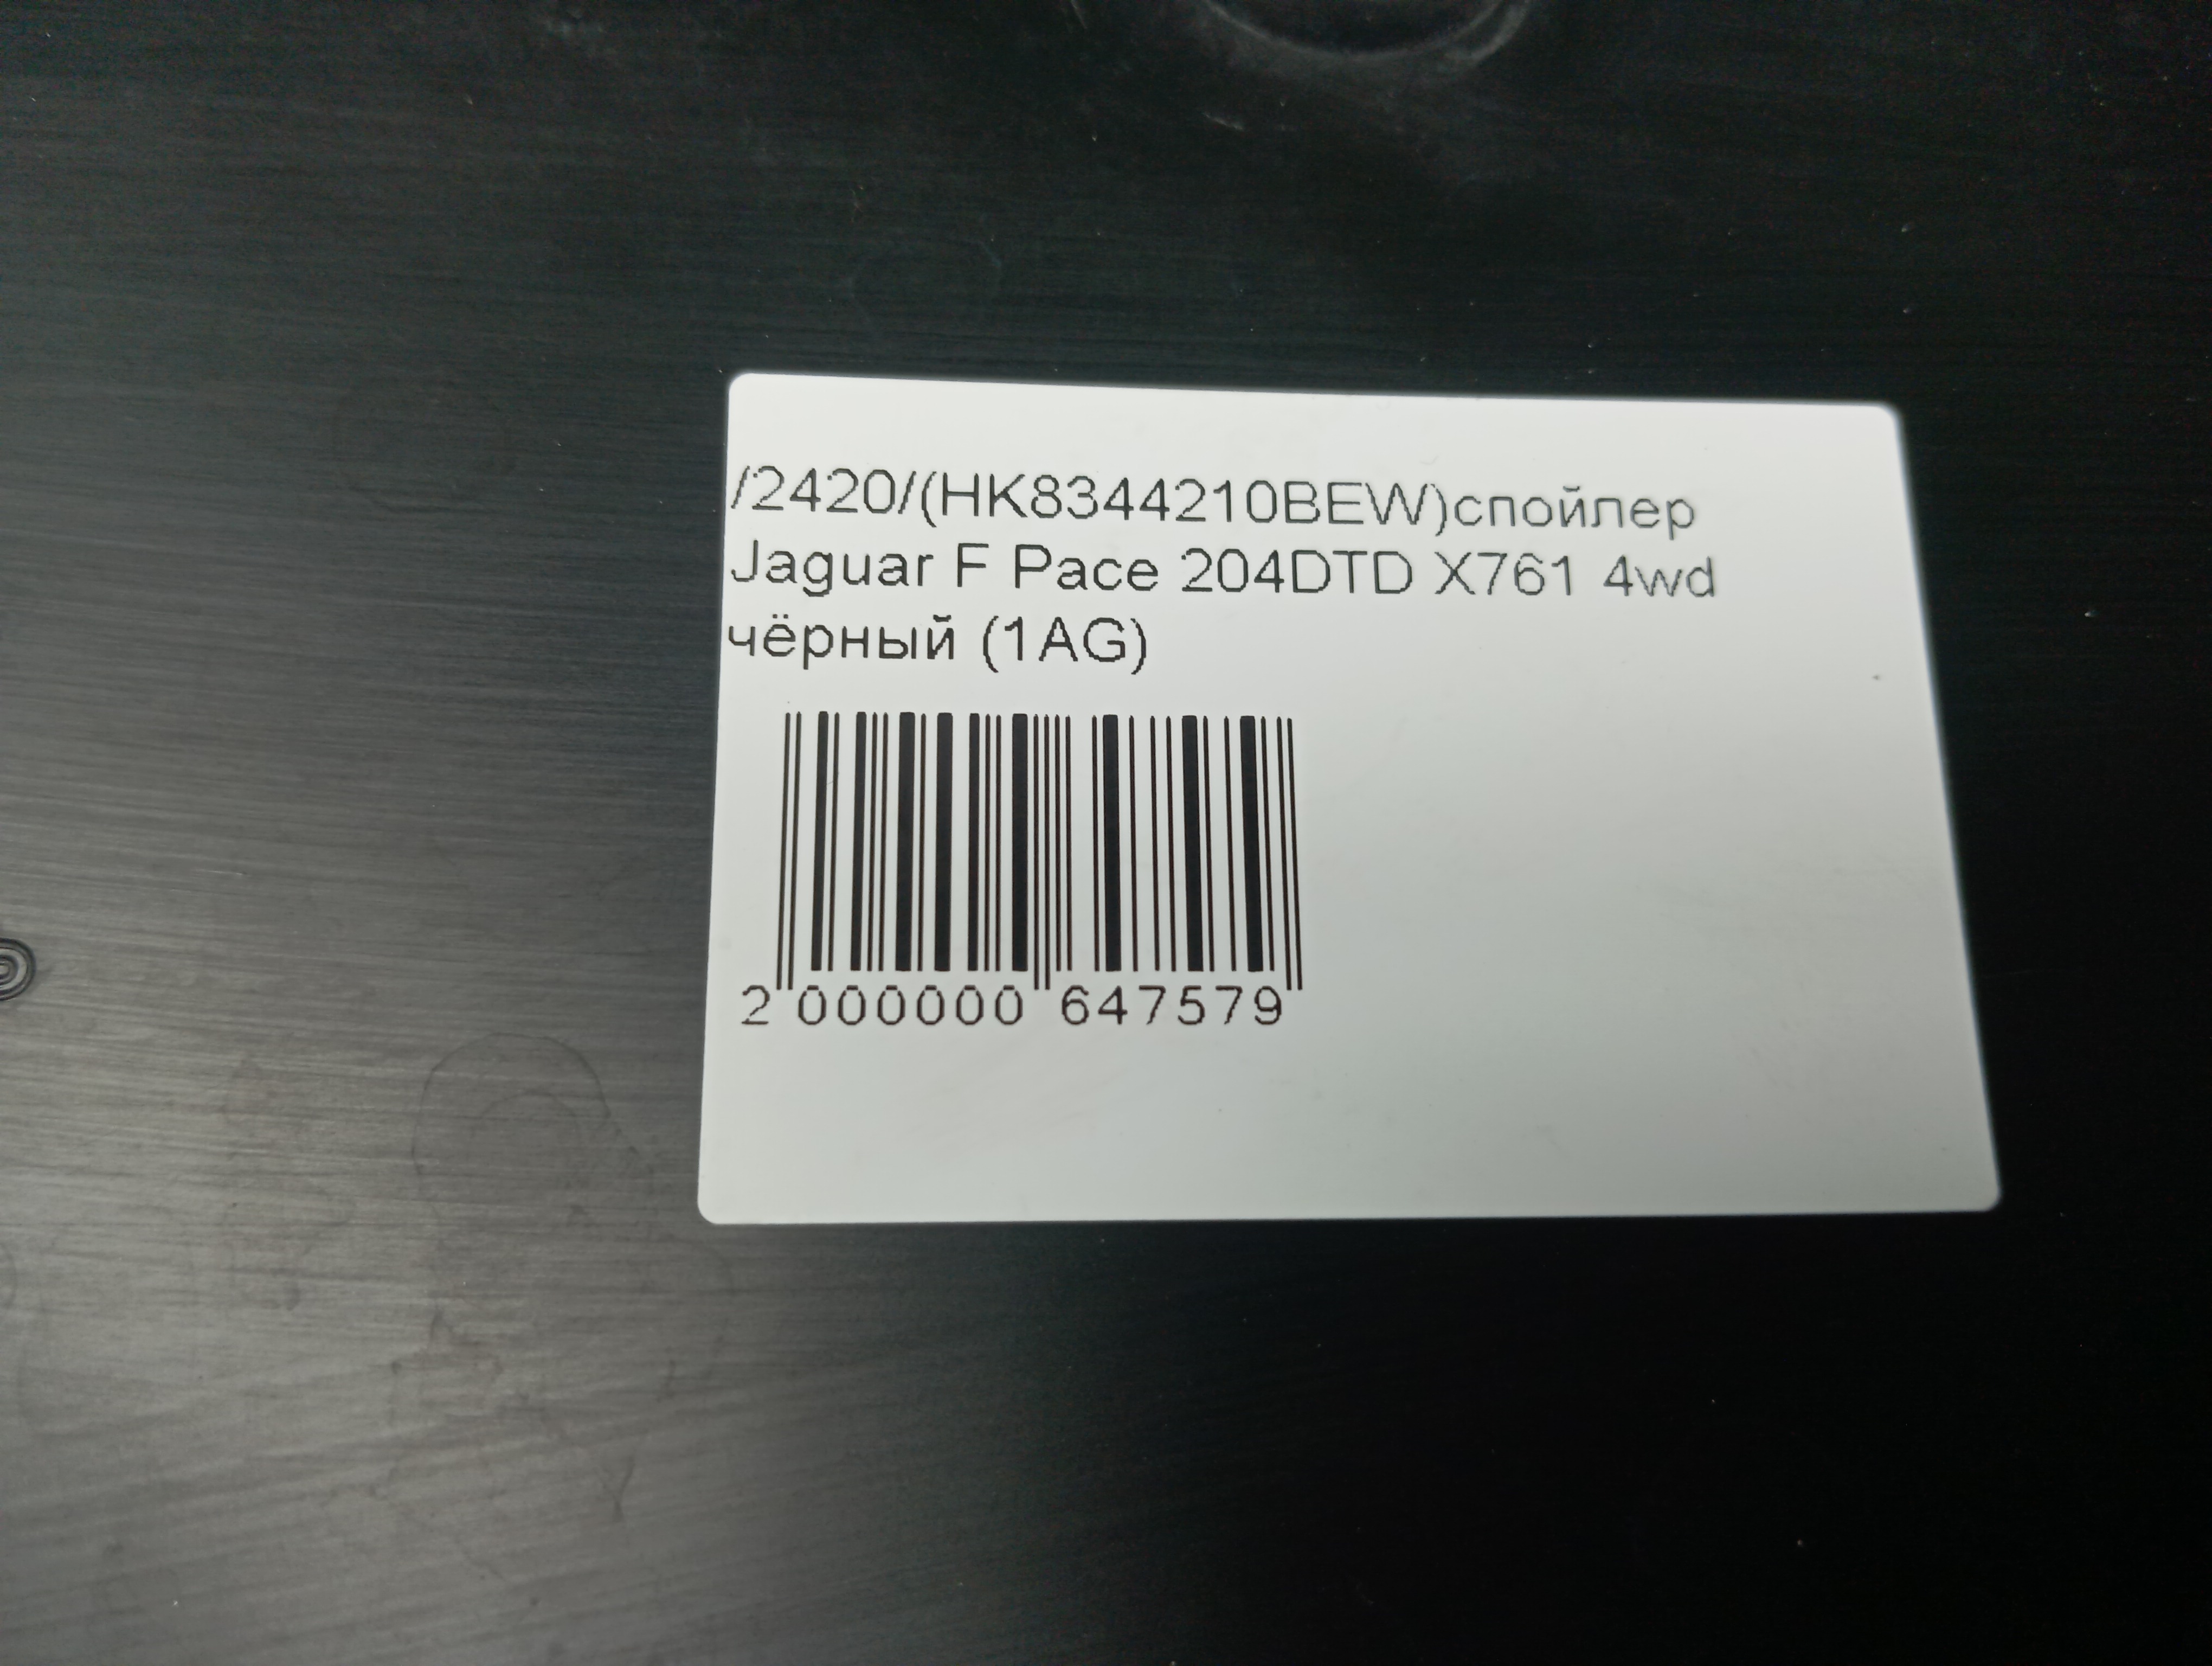 /2420/(HK8344210BEW)спойлер
Jaguar F Pace 204DTD X761 4wd
чёрный (1AG)
2 000000 647579